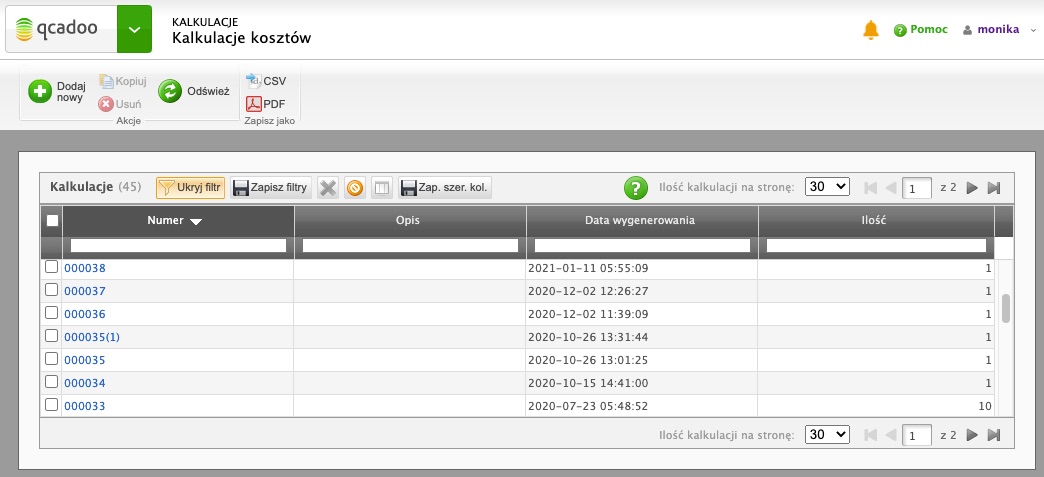 qcadoo
KALKULACJE
Kalkulacje kosztów
Pomoc
monika
Dodaj nowy
Kopiuj
Usuń
Odśwież
Akcje
CSV
PDF
Zapisz jako
Kalkulacje (45) Ukryj filtr Zapisz filtry Zap. szer. kol. ? Ilość kalkulacji na stronę: 30 1 z 2
Numer Opis Data wygenerowania Ilość
000038 2021-01-11 05:55:09 1
000037 2020-12-02 12:26:27 1
000036 2020-12-02 11:39:09 1
000035(1) 2020-10-26 13:31:44 1
000035 2020-10-26 13:01:25 1
000034 2020-10-15 14:41:00 1
000033 2020-07-23 05:48:52 10
Ilość kalkulacji na stronę: 30 1 z 2